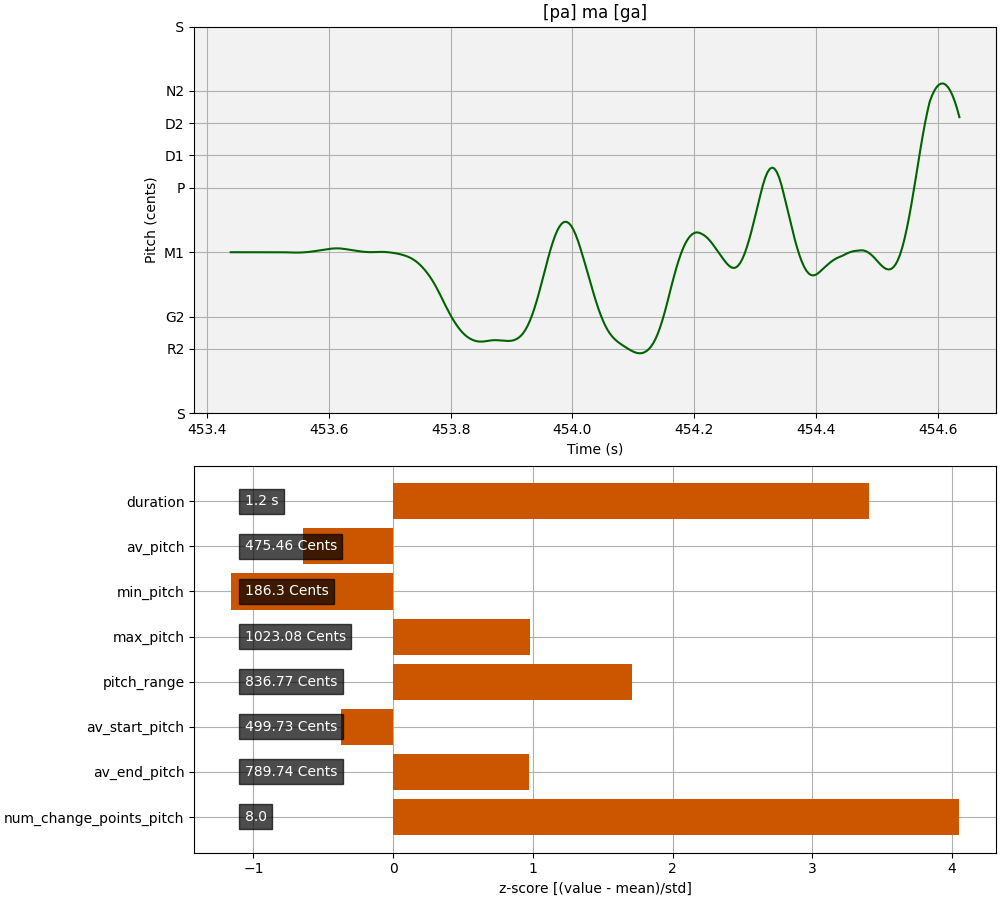 [pa] ma [ga]
S
N2
D2
D1
P
M1
G2
R2
S
Pitch (cents)
453.4 453.6 453.8 454.0 454.2 454.4 454.6
Time (s)
duration 1.2 s
av_pitch 475.46 Cents
min_pitch 186.3 Cents
max_pitch 1023.08 Cents
pitch_range 836.77 Cents
av_start_pitch 499.73 Cents
av_end_pitch 789.74 Cents
num_change_points_pitch 8.0
−1 0 1 2 3 4
z-score [(value - mean)/std]